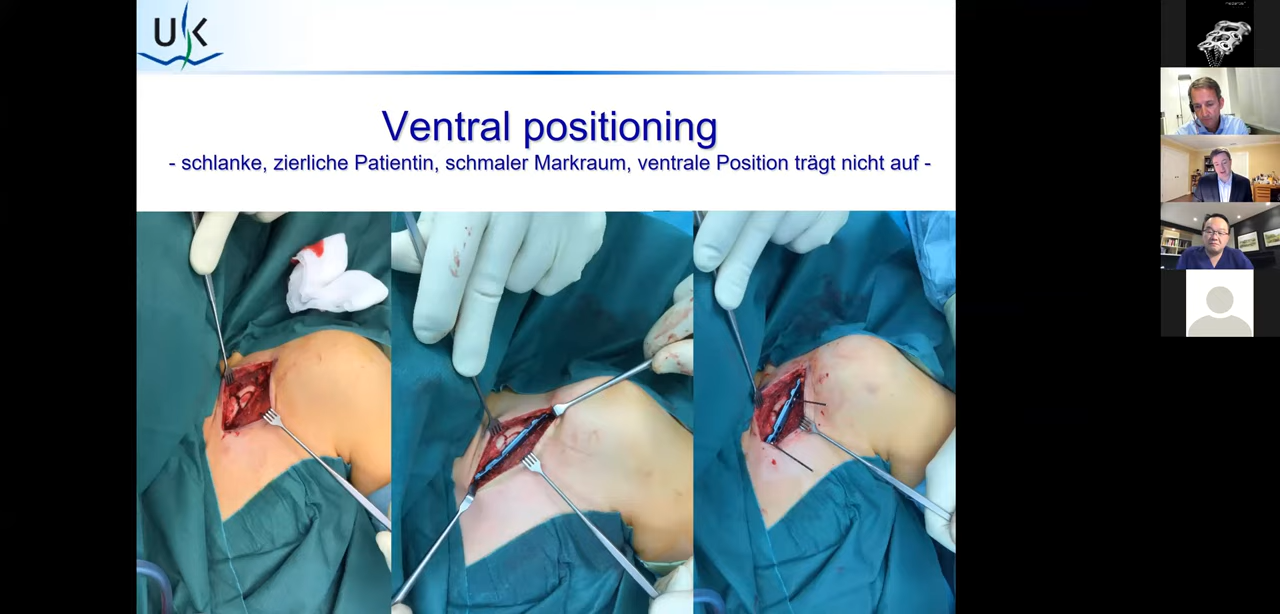 UK
Ventral positioning
- schlanke, zierliche Patientin, schmaler Markraum, ventrale Position trägt nicht auf -